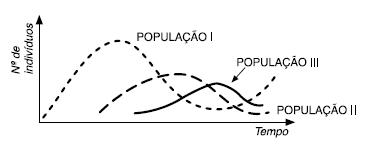 Nº de
indivíduos
POPULAÇÃO I
POPULAÇÃO III
POPULAÇÃO II
Tempo